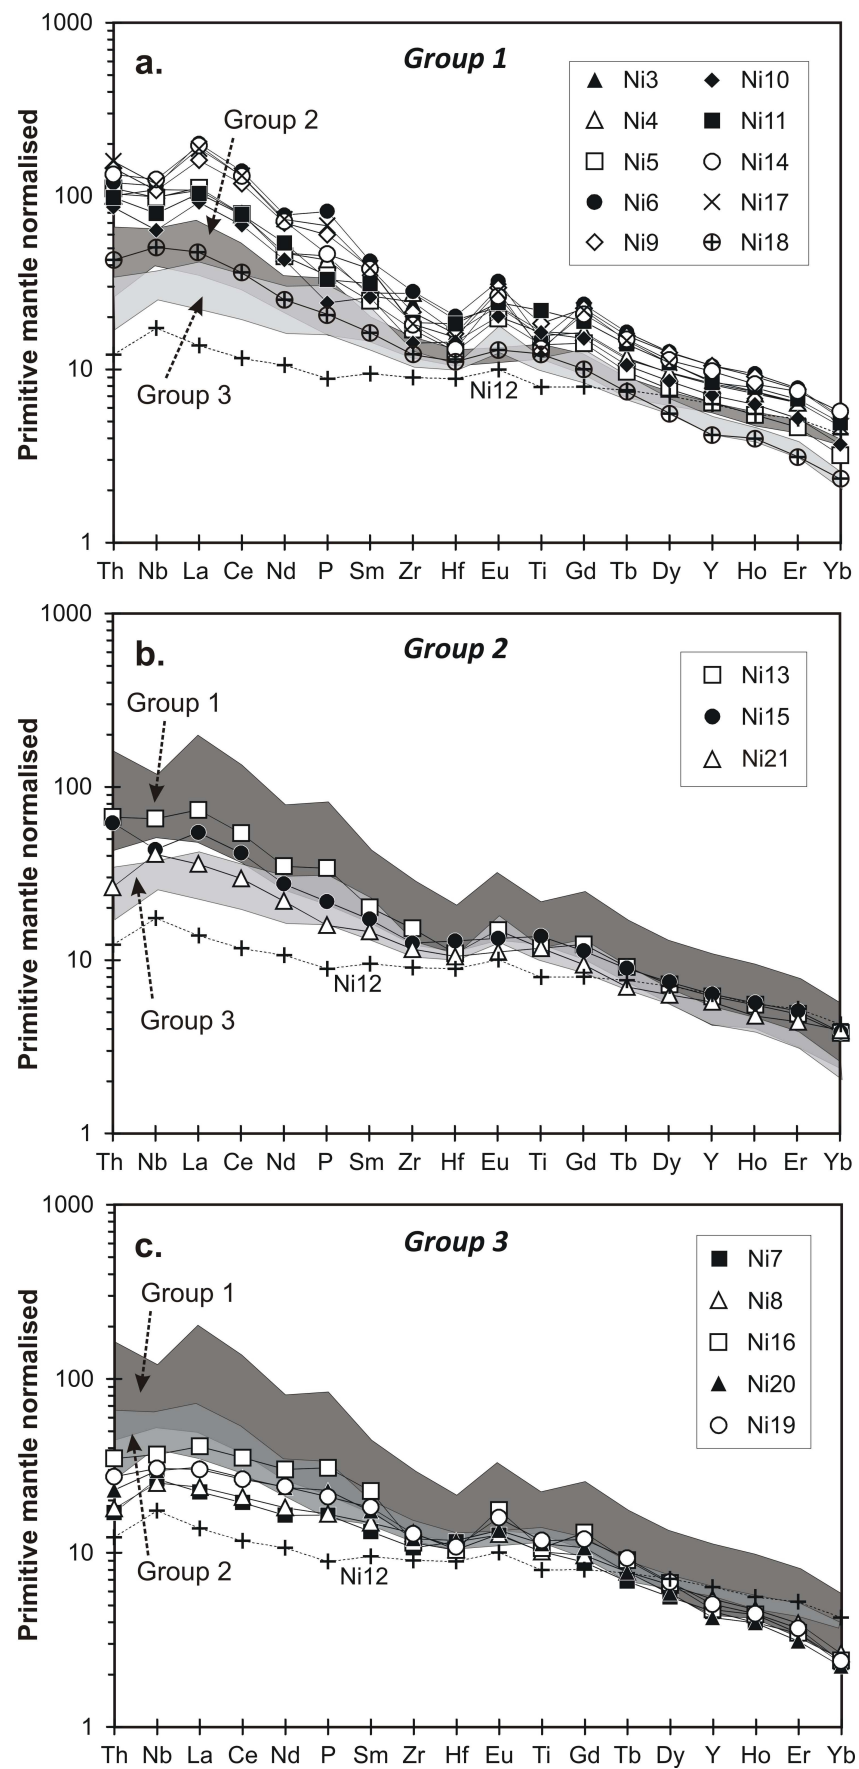 1000
a.
Group 1
Ni3 Ni10
Ni4 Ni11
Ni5 Ni14
Ni6 Ni17
Ni9 Ni18
Group 2
100
Group 3
10
Ni12
1
Primitive mantle normalised
Th Nb La Ce Nd P Sm Zr Hf Eu Ti Gd Tb Dy Y Ho Er Yb
1000
b.
Group 2
Ni13
Ni15
Ni21
Group 1
100
10
Ni12
Group 3
1
Primitive mantle normalised
Th Nb La Ce Nd P Sm Zr Hf Eu Ti Gd Tb Dy Y Ho Er Yb
1000
c.
Group 3
Ni7
Ni8
Ni16
Ni20
Ni19
Group 1
100
10
Group 2
Ni12
1
Primitive mantle normalised
Th Nb La Ce Nd P Sm Zr Hf Eu Ti Gd Tb Dy Y Ho Er Yb